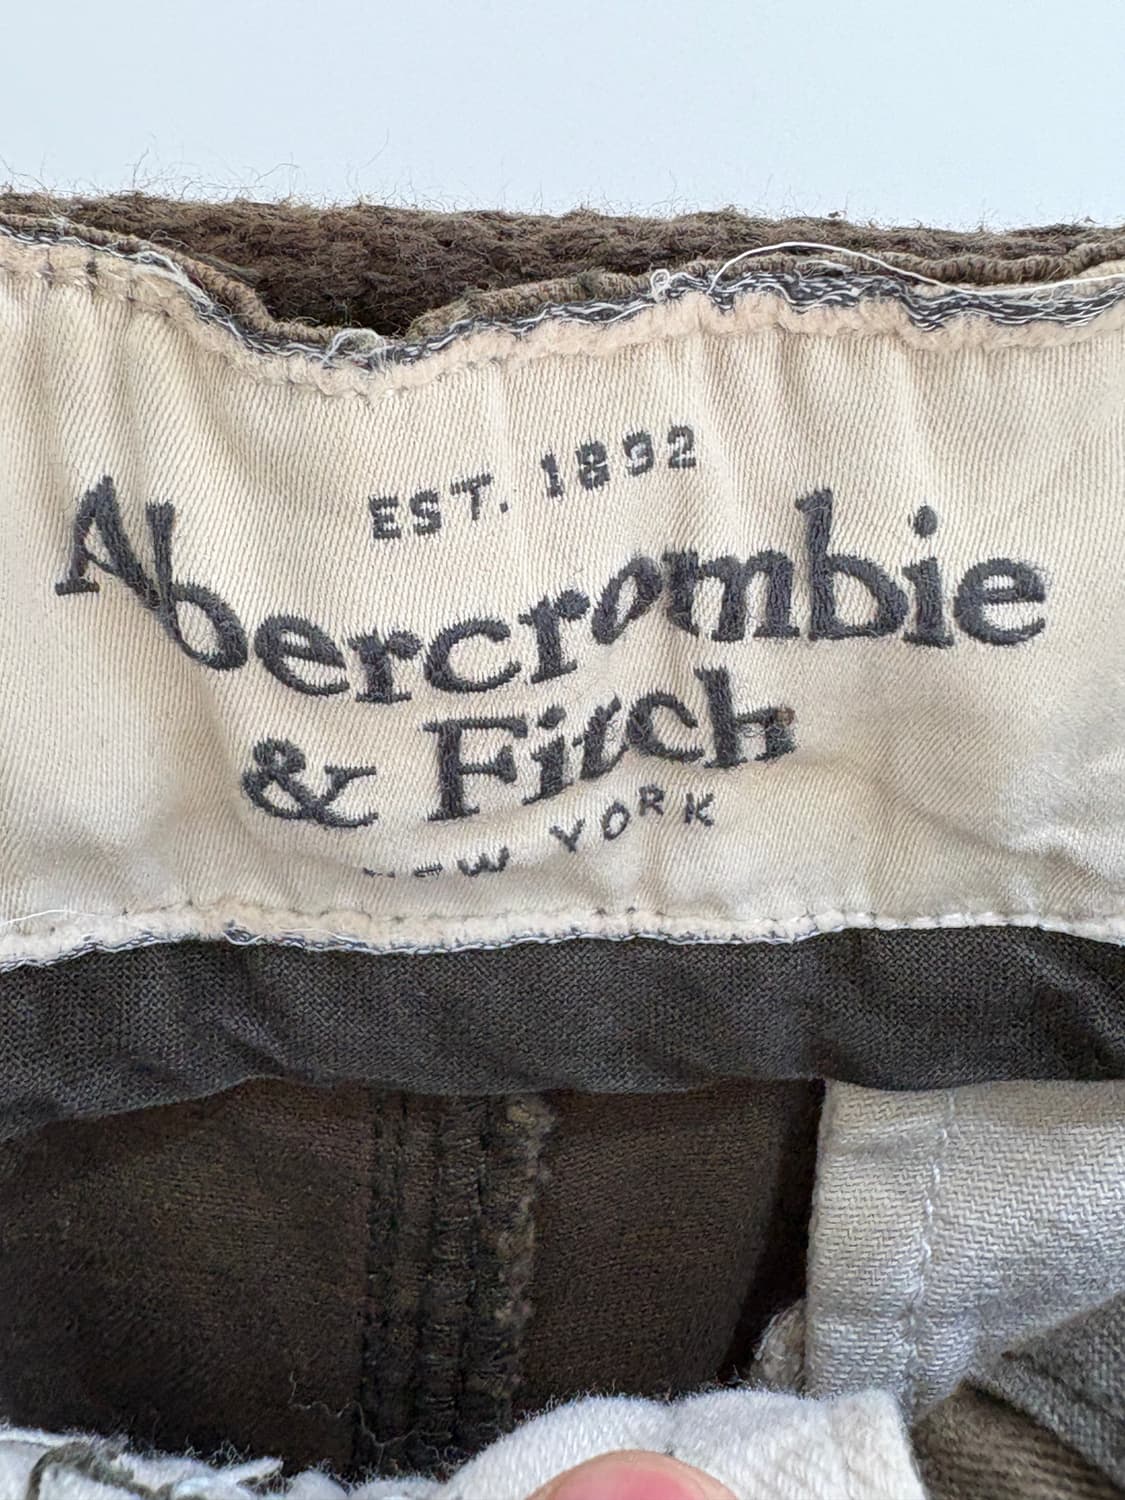 EST. 1892
Abercrombie
& Fitch
NEW YORK